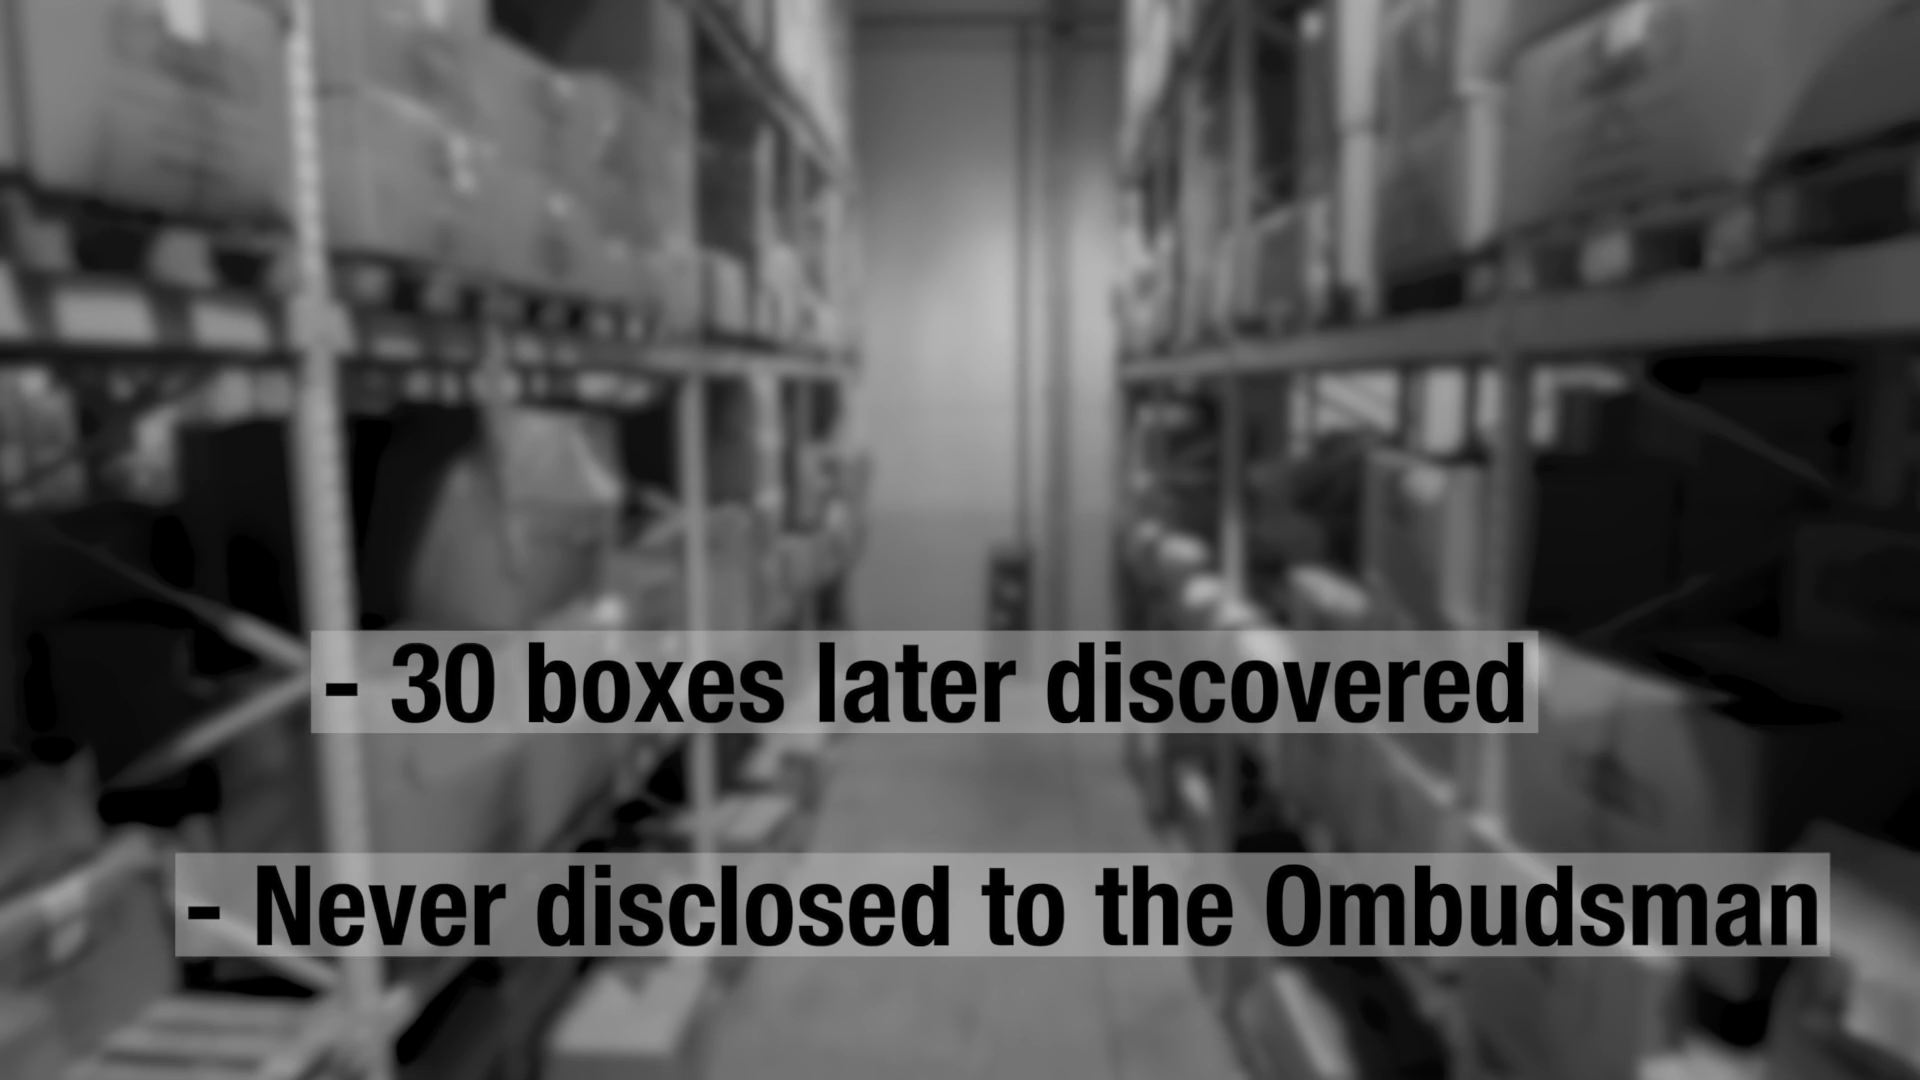 - 30 boxes later discovered
- Never disclosed to the Ombudsman